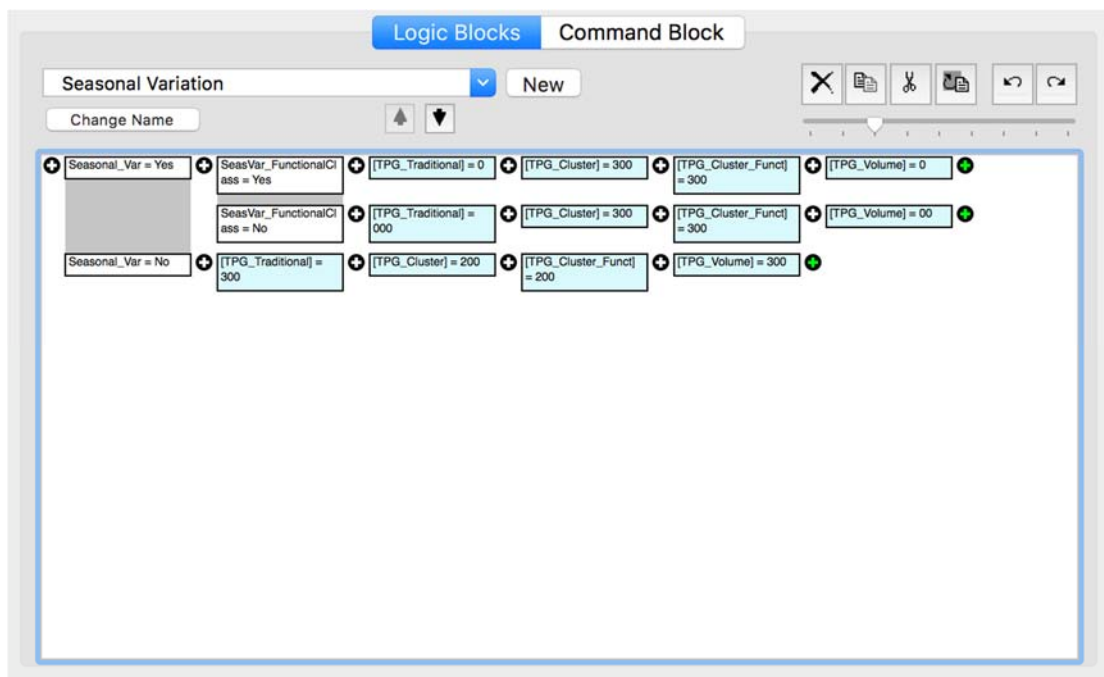 Logic Blocks Command Block
Seasonal Variation New
Change Name
Seasonal_Var = Yes SeasVar_FunctionalCl [TPG_Traditional] = 0 [TPG_Cluster] = 300 [TPG_Cluster_Funct] [TPG_Volume] = 0
ass = Yes = 300
SeasVar_FunctionalCl [TPG_Traditional] = [TPG_Cluster] = 300 [TPG_Cluster_Funct] [TPG_Volume] = 00
ass = No 000 = 300
Seasonal_Var = No [TPG_Traditional] = [TPG_Cluster] = 200 [TPG_Cluster_Funct] [TPG_Volume] = 300
300 = 200